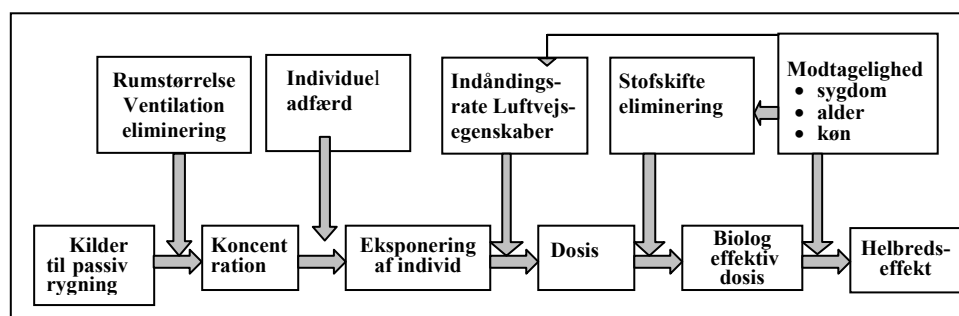 Rumstørrelse
Ventilation
eliminering
Individuel
adfærd
Indåndings-
rate Luftvejs-
egenskaber
Stofskifte
eliminering
Modtagelighed
• sygdom
• alder
• køn
Kilder
til passiv
rygning
Koncent
ration
Eksponering
af individ
Dosis
Biolog
effektiv
dosis
Helbreds-
effekt